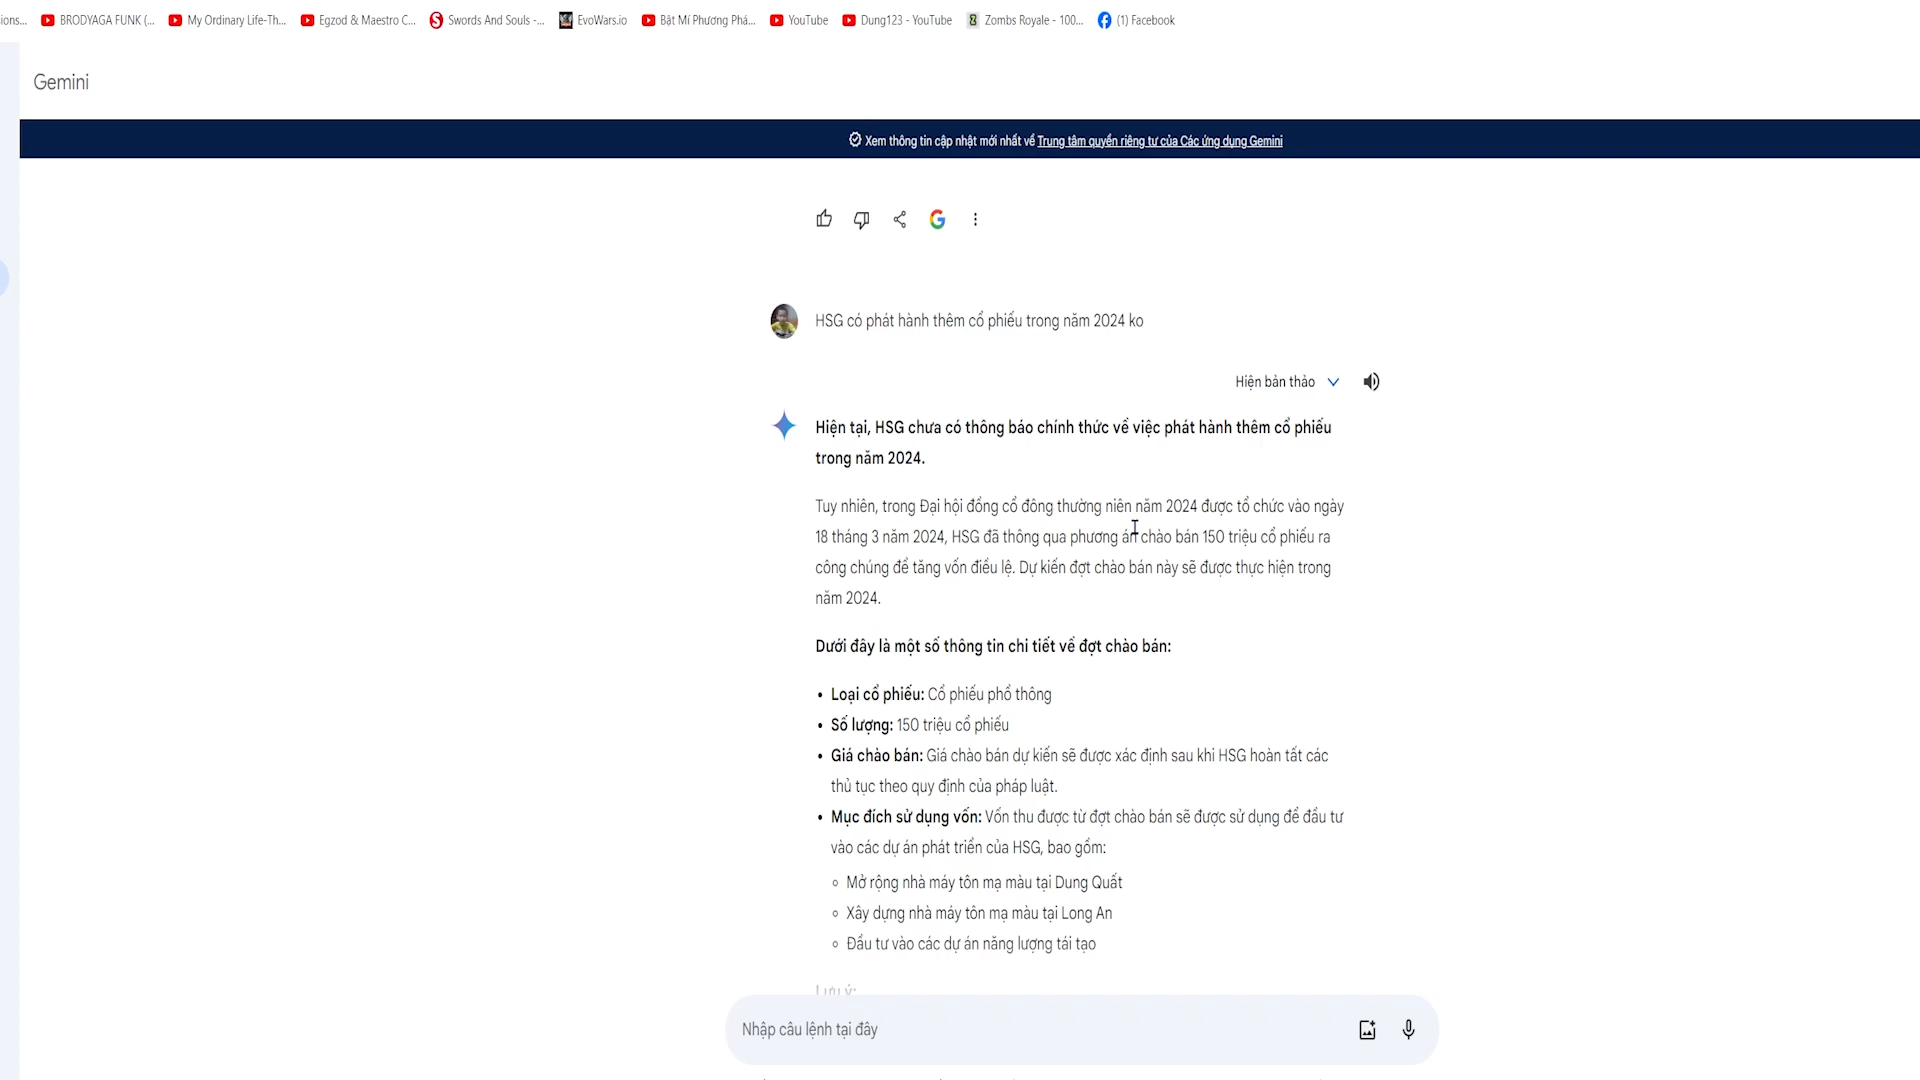 ions... BRODYAGA FUNK (... My Ordinary Life-Th... Egzod & Maestro C... Swords And Souls -... EvoWars.io Bật Mí Phương Phá... YouTube Dung123 - YouTube Zombs Royale - 100... (1) Facebook
Gemini
Xem thông tin cập nhật mới nhất về Trung tâm quyền riêng tư của Các ứng dụng Gemini
HSG có phát hành thêm cổ phiếu trong năm 2024 ko
Hiện bản thảo
Hiện tại, HSG chưa có thông báo chính thức về việc phát hành thêm cổ phiếu
trong năm 2024.
Tuy nhiên, trong Đại hội đồng cổ đông thường niên năm 2024 được tổ chức vào ngày
18 tháng 3 năm 2024, HSG đã thông qua phương án chào bán 150 triệu cổ phiếu ra
công chúng để tăng vốn điều lệ. Dự kiến đợt chào bán này sẽ được thực hiện trong
năm 2024.
Dưới đây là một số thông tin chi tiết về đợt chào bán:
• Loại cổ phiếu: Cổ phiếu phổ thông
• Số lượng: 150 triệu cổ phiếu
• Giá chào bán: Giá chào bán dự kiến sẽ được xác định sau khi HSG hoàn tất các
thủ tục theo quy định của pháp luật.
• Mục đích sử dụng vốn: Vốn thu được từ đợt chào bán sẽ được sử dụng để đầu tư
vào các dự án phát triển của HSG, bao gồm:
◦ Mở rộng nhà máy tôn mạ màu tại Dung Quất
◦ Xây dựng nhà máy tôn mạ màu tại Long An
◦ Đầu tư vào các dự án năng lượng tái tạo
Lưu ý:
Nhập câu lệnh tại đây